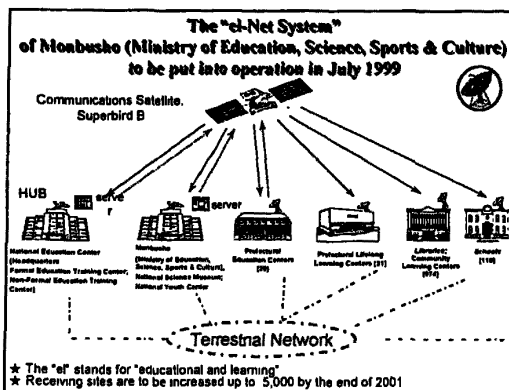 The "el-Net System"
of Monbusho (Ministry of Education, Science, Sports & Culture)
to be put into operation in July 1999
Communications Satellite,
Superbird B
HUB
serve
r
server
National Education Center
(Headquarters
Formal Education Training Center,
Non-Formal Education Training
Center)
Monbusho
(Ministry of Education,
Science, Sports & Culture),
National Science Museum;
National Youth Center
Prefectural
Education Centers
Prefectural Lifelong
Learning Centers [31]
Libraries;
Community
Learning Centers
Schools
Terrestrial Network
★ The "el" stands for "educational and learning"
★ Receiving sites are to be increased up to 5,000 by the end of 2001